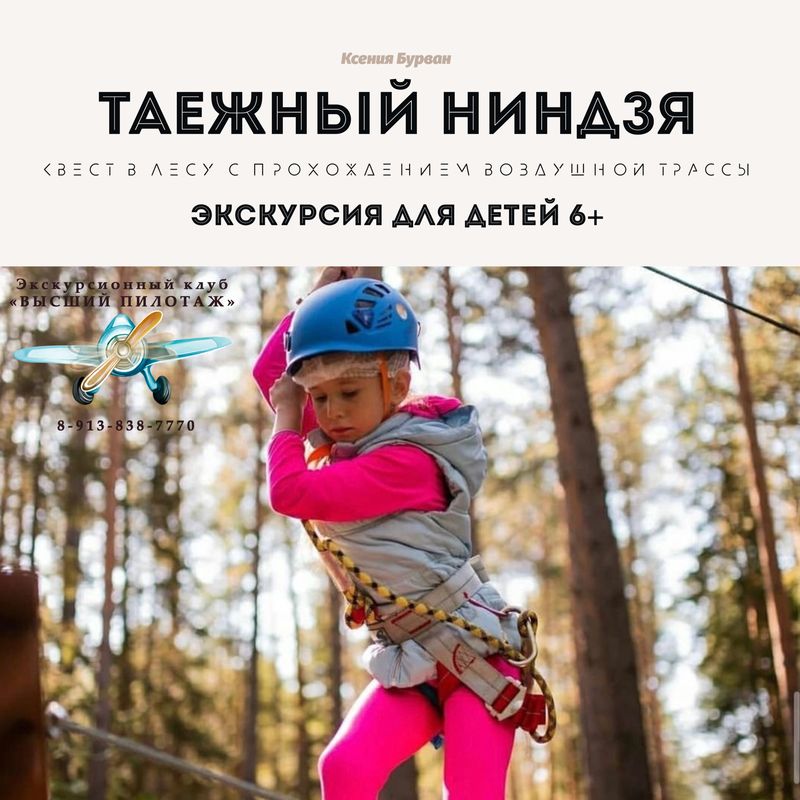 Ксения Бурван
ТАЕЖНЫЙ НИНДЗЯ
КВЕСТ В ЛЕСУ С ПРОХОЖДЕНИЕМ ВОЗДУШНОЙ ТРАССЫ
ЭКСКУРСИЯ ДЛЯ ДЕТЕЙ 6+
Экскурсионный клуб
«ВЫСШИЙ ПИЛОТАЖ»
8-913-838-7770